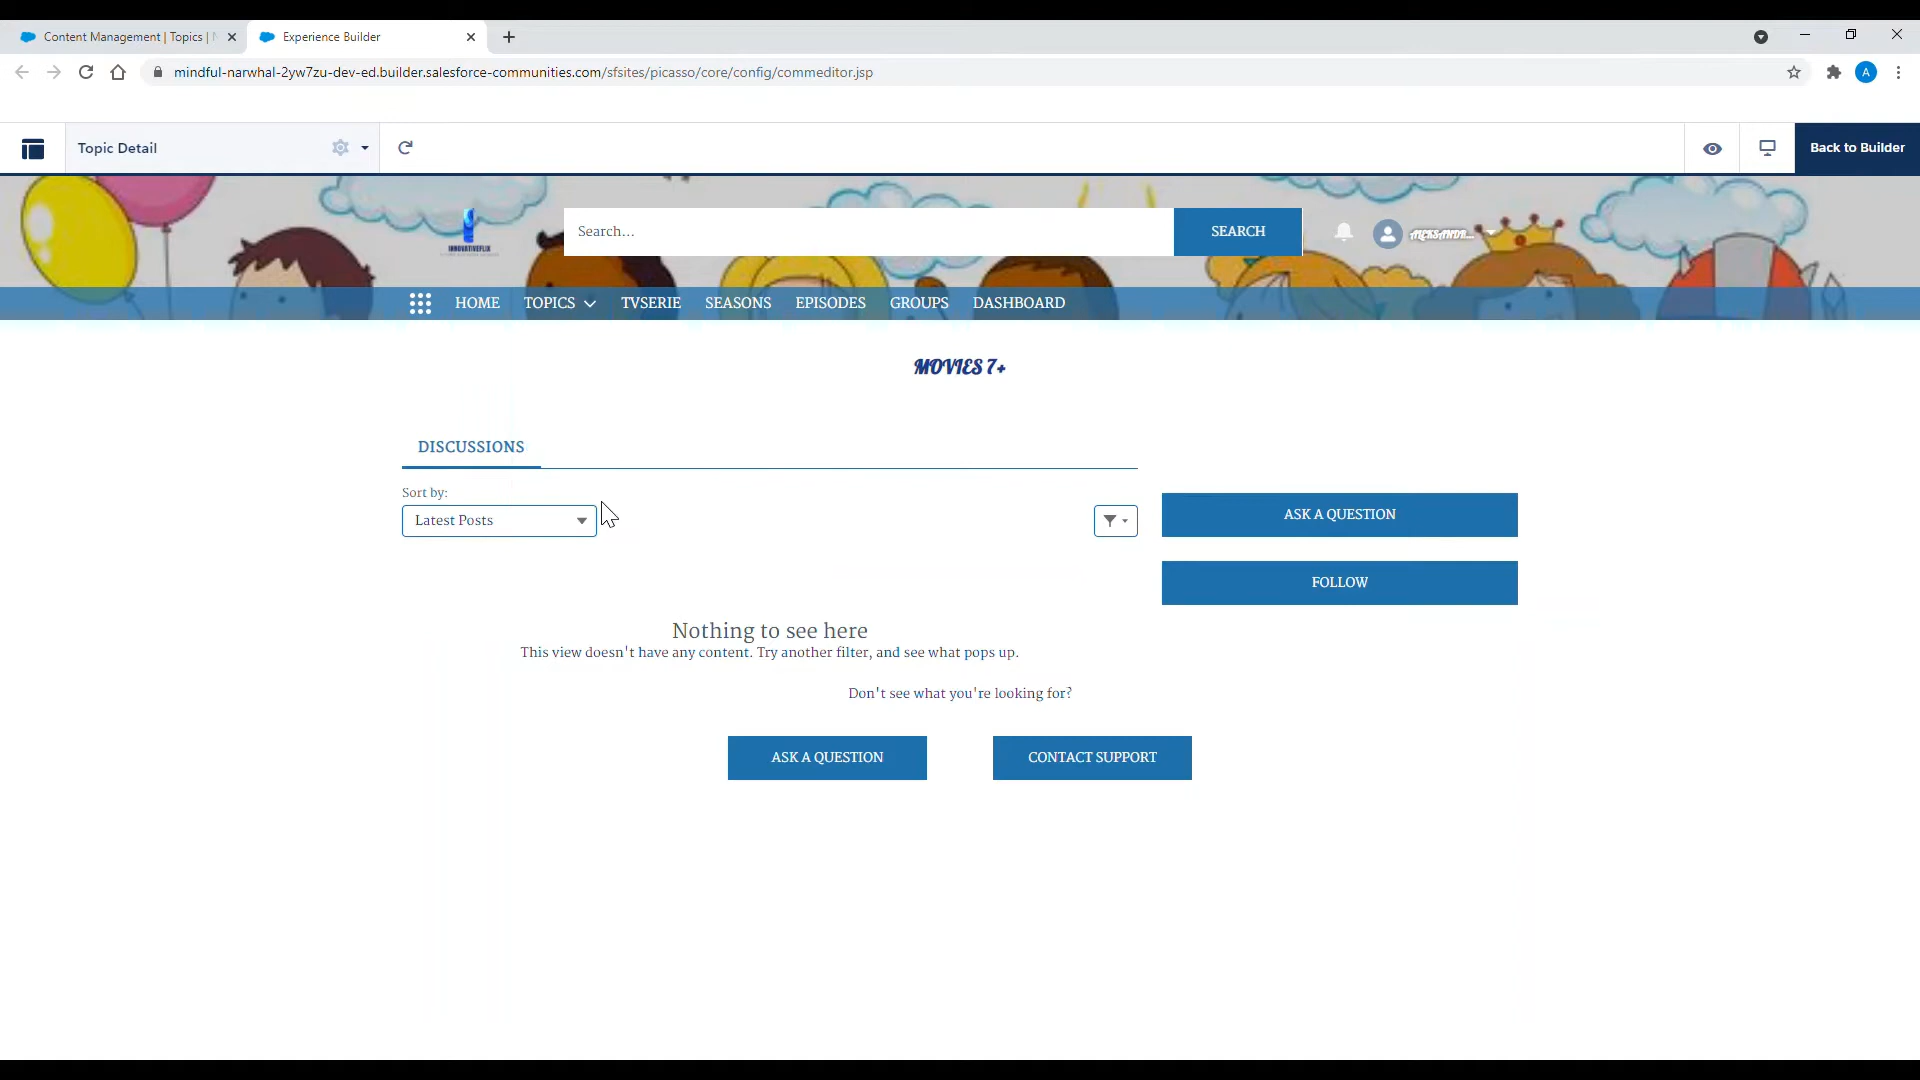 Content Management | Topics |
Experience Builder
mindful-narwhal-2yw7zu-dev-ed.builder.salesforce-communities.com/sfsites/picasso/core/config/commeditor.jsp
A
Topic Detail
Back to Builder
INNOVATIVEFLIX
Search...
SEARCH
ALEKSANDR...
HOME
TOPICS
TVSERIE
SEASONS
EPISODES
GROUPS
DASHBOARD
MOVIES 7+
DISCUSSIONS
Sort by:
Latest Posts
ASK A QUESTION
FOLLOW
Nothing to see here
This view doesn't have any content. Try another filter, and see what pops up.
Don't see what you're looking for?
ASK A QUESTION
CONTACT SUPPORT